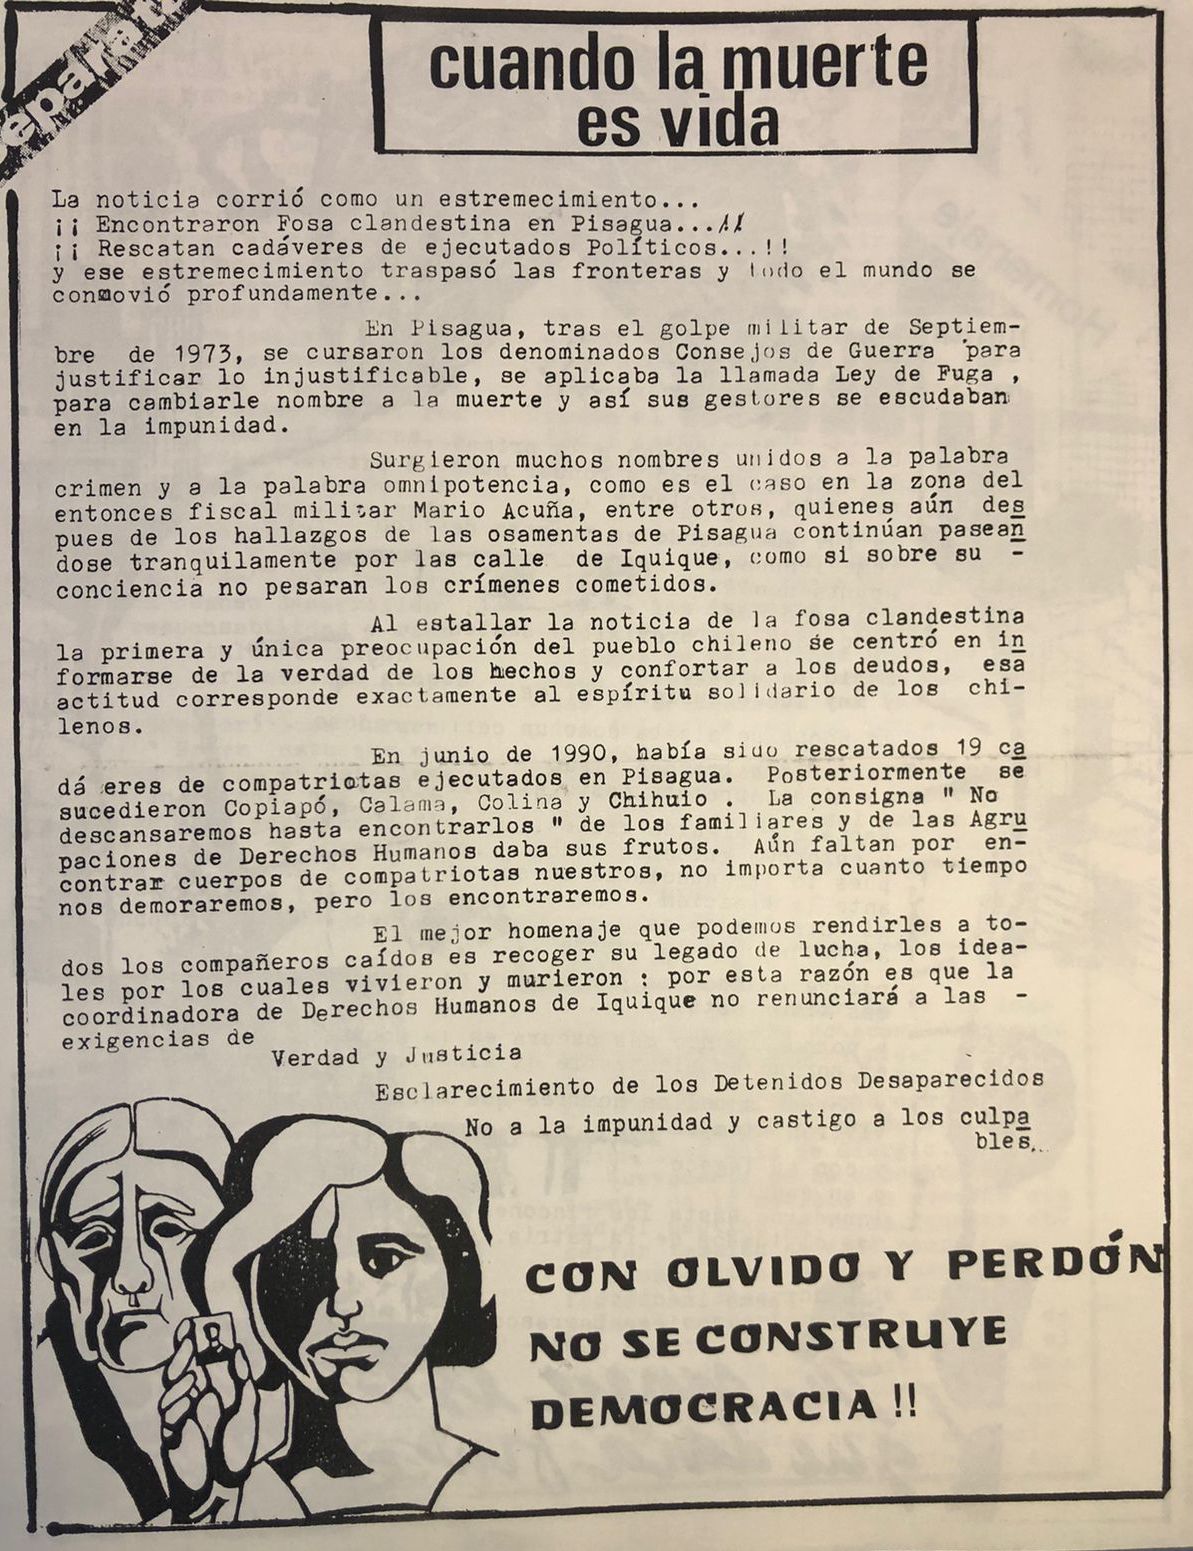 cuando la muerte
es vida
La noticia corrió como un estremecimiento...
¡¡ Encontraron Fosa clandestina en Pisagua...!!
¡¡ Rescatan cadáveres de ejecutados Políticos...!!
y ese estremecimiento traspasó las fronteras y todo el mundo se
conmovió profundamente...
En Pisagua, tras el golpe militar de Septiem-
bre de 1973, se cursaron los denominados Consejos de Guerra para
justificar lo injustificable, se aplicaba la llamada Ley de Fuga ,
para cambiarle nombre a la muerte y así sus gestores se escudaban
en la impunidad.
Surgieron muchos nombres unidos a la palabra
crimen y a la palabra omnipotencia, como es el caso en la zona del
entonces fiscal militar Mario Acuña, entre otros, quienes aún des
pues de los hallazgos de las osamentas de Pisagua continúan pasean
dose tranquilamente por las calle de Iquique, como si sobre su -
conciencia no pesaran los crímenes cometidos.
Al estallar la noticia de la fosa clandestina
la primera y única preocupación del pueblo chileno se centró en in
formarse de la verdad de los hechos y confortar a los deudos, esa
actitud corresponde exactamente al espíritu solidario de los chi-
lenos.
En junio de 1990, había sido rescatados 19 ca
dá eres de compatriotas ejecutados en Pisagua. Posteriormente se
sucedieron Copiapó, Calama, Colina y Chihuio . La consigna " No
descansaremos hasta encontrarlos " de los familiares y de las Agru
paciones de Derechos Humanos daba sus frutos. Aún faltan por en-
contrar cuerpos de compatriotas nuestros, no importa cuanto tiempo
nos demoraremos, pero los encontraremos.
El mejor homenaje que podemos rendirles a to-
dos los compañeros caídos es recoger su legado de lucha, los idea-
les por los cuales vivieron y murieron : por esta razón es que la
coordinadora de Derechos Humanos de Iquique no renunciará a las -
exigencias de
Verdad y Justicia
Esclarecimiento de los Detenidos Desaparecidos
No a la impunidad y castigo a los culpa
bles..
CON OLVIDO Y PERDÓN
NO SE CONSTRUYE
DEMOCRACIA !!